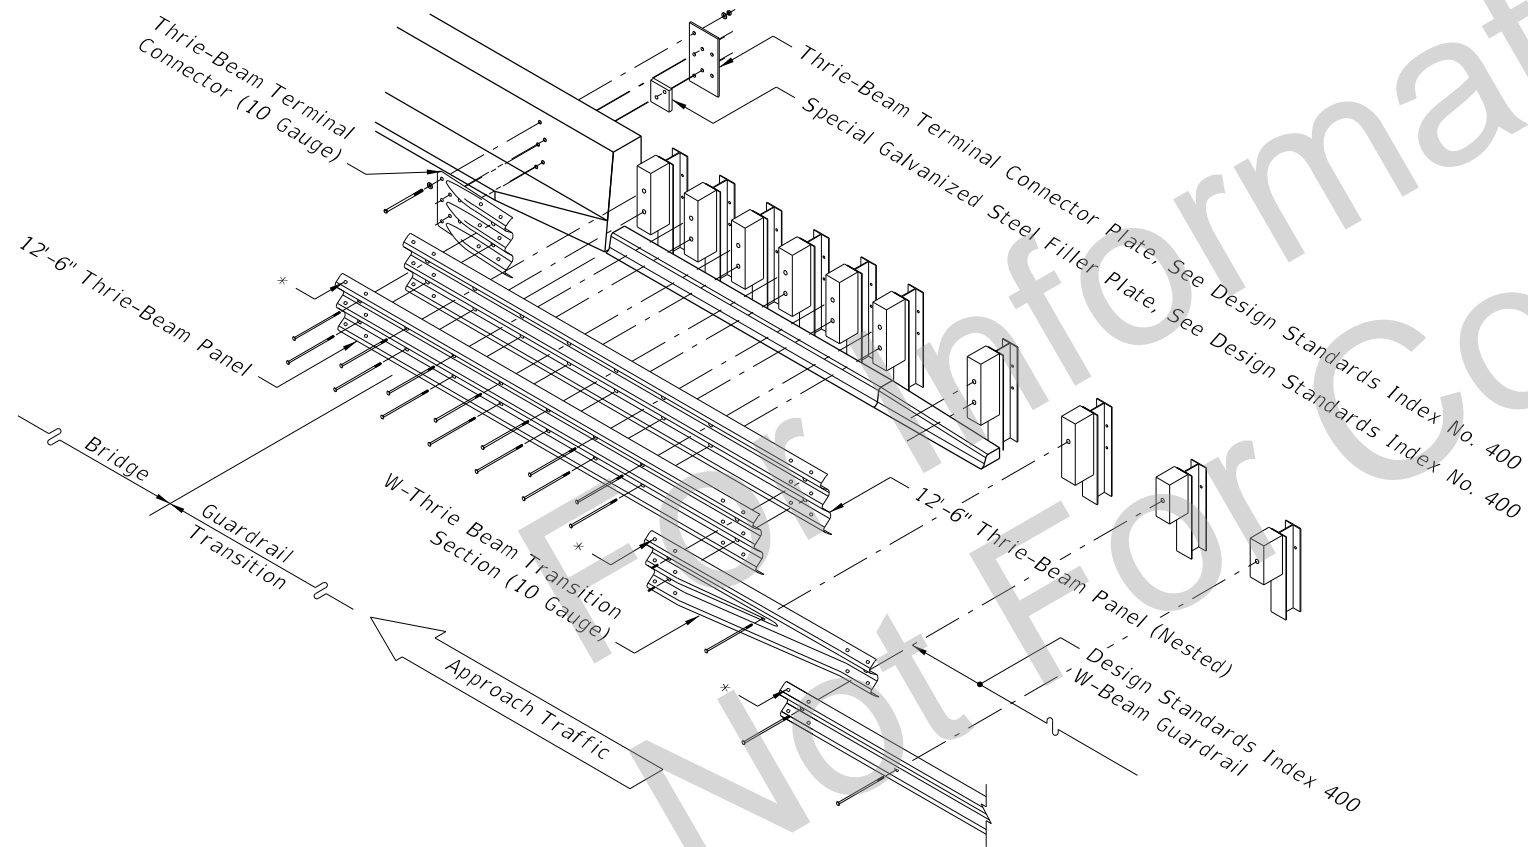 Thrie-Beam Terminal
Connector (10 Gauge)
Thrie-Beam Terminal Connector Plate, See Design Standards Index No. 400
Special Galvanized Steel Filler Plate, See Design Standards Index No. 400
12'-6" Thrie-Beam Panel
*
Bridge
Guardrail
Transition
W-Thrie Beam Transition
Section (10 Gauge)
*
12'-6" Thrie-Beam Panel (Nested)
Approach Traffic
*
Design Standards Index 400
W-Beam Guardrail
For Informat
Not For Co